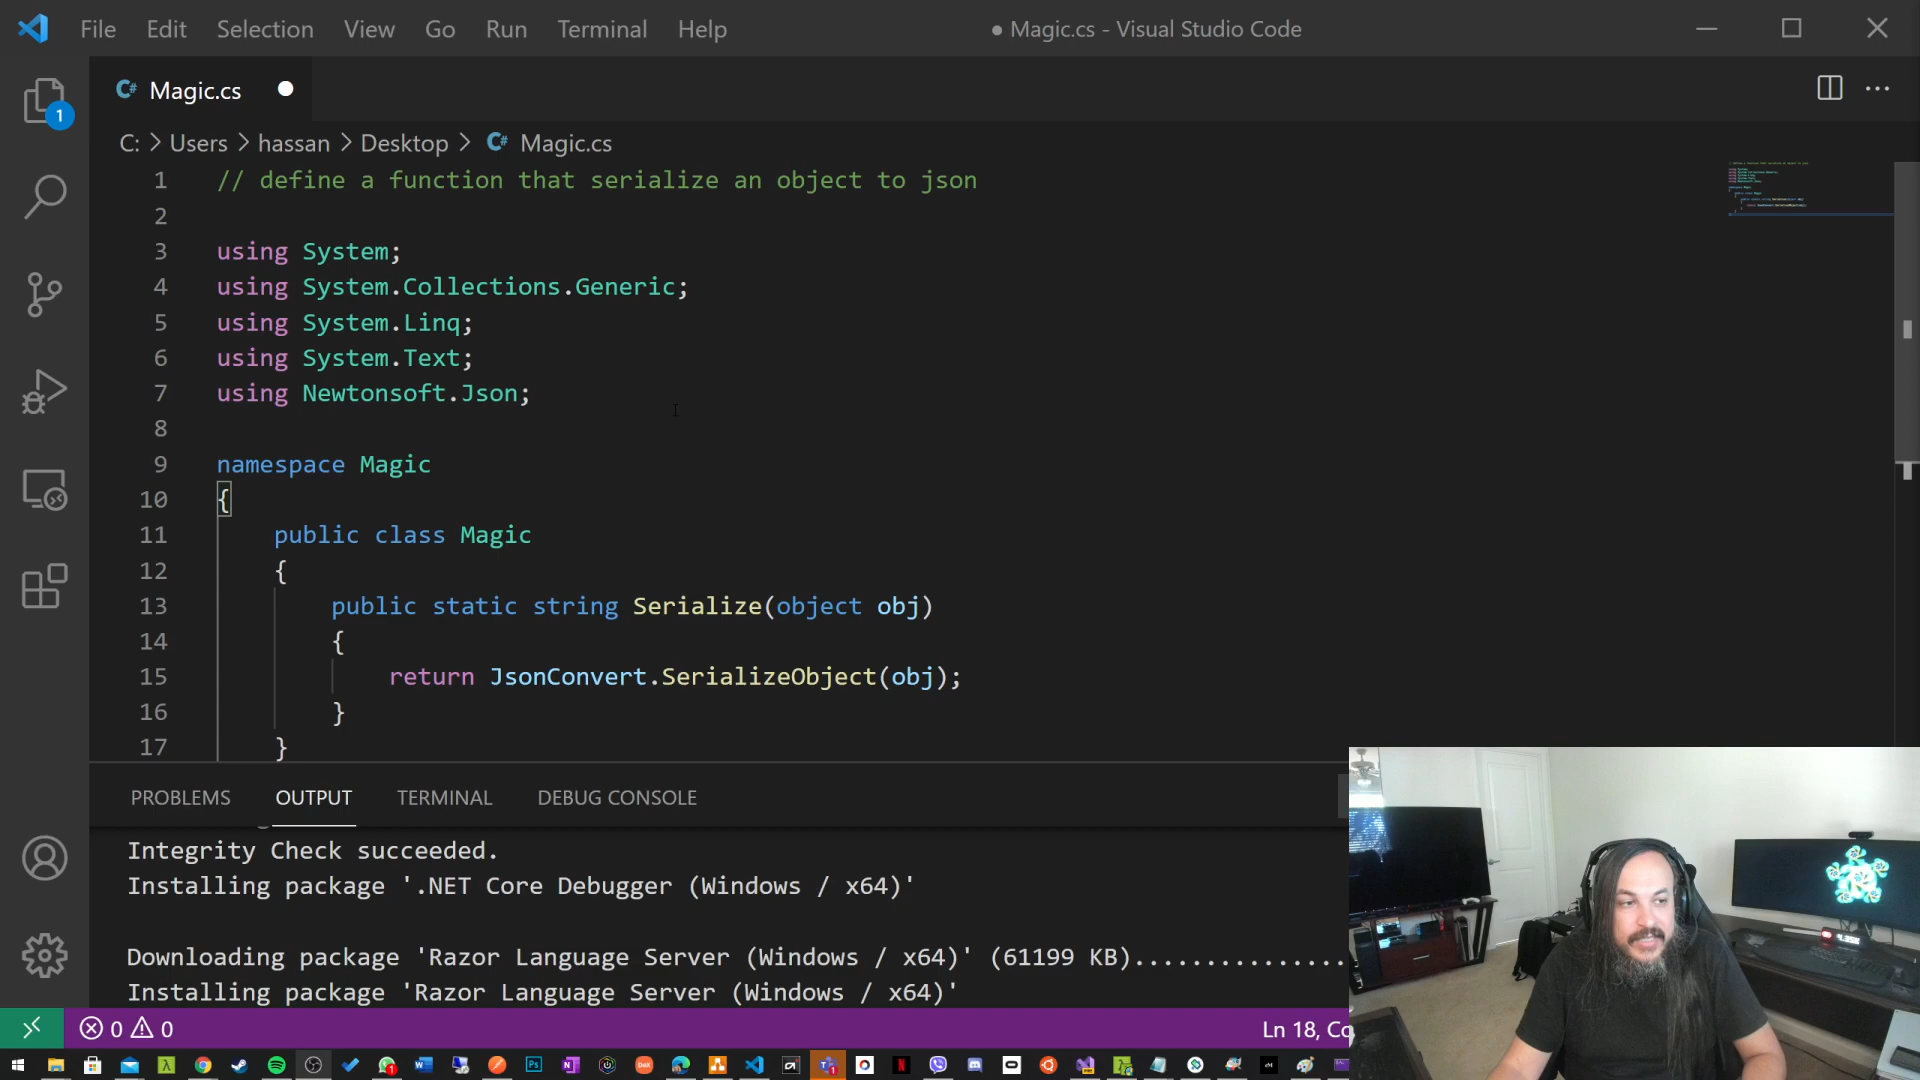 File Edit Selection View Go Run Terminal Help ● Magic.cs - Visual Studio Code
Magic.cs
C: > Users > hassan > Desktop > Magic.cs
1 // define a function that serialize an object to json
2
3 using System;
4 using System.Collections.Generic;
5 using System.Linq;
6 using System.Text;
7 using Newtonsoft.Json;
8
9 namespace Magic
10 {
11 public class Magic
12 {
13 public static string Serialize(object obj)
14 {
15 return JsonConvert.SerializeObject(obj);
16 }
17 }
1
PROBLEMS OUTPUT TERMINAL DEBUG CONSOLE
Integrity Check succeeded.
Installing package '.NET Core Debugger (Windows / x64)'
Downloading package 'Razor Language Server (Windows / x64)' (61199 KB)...............
Installing package 'Razor Language Server (Windows / x64)'
0 0 Ln 18, Co